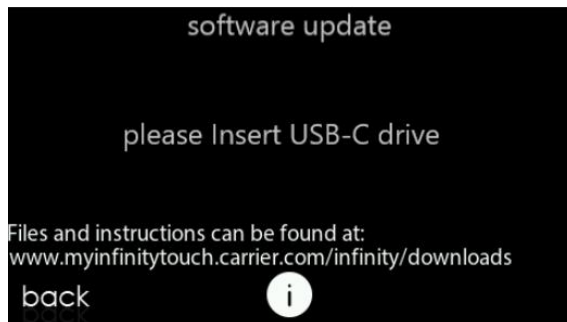 software update
please Insert USB-C drive
Files and instructions can be found at:
www.myinfinitytouch.carrier.com/infinity/downloads
back
i